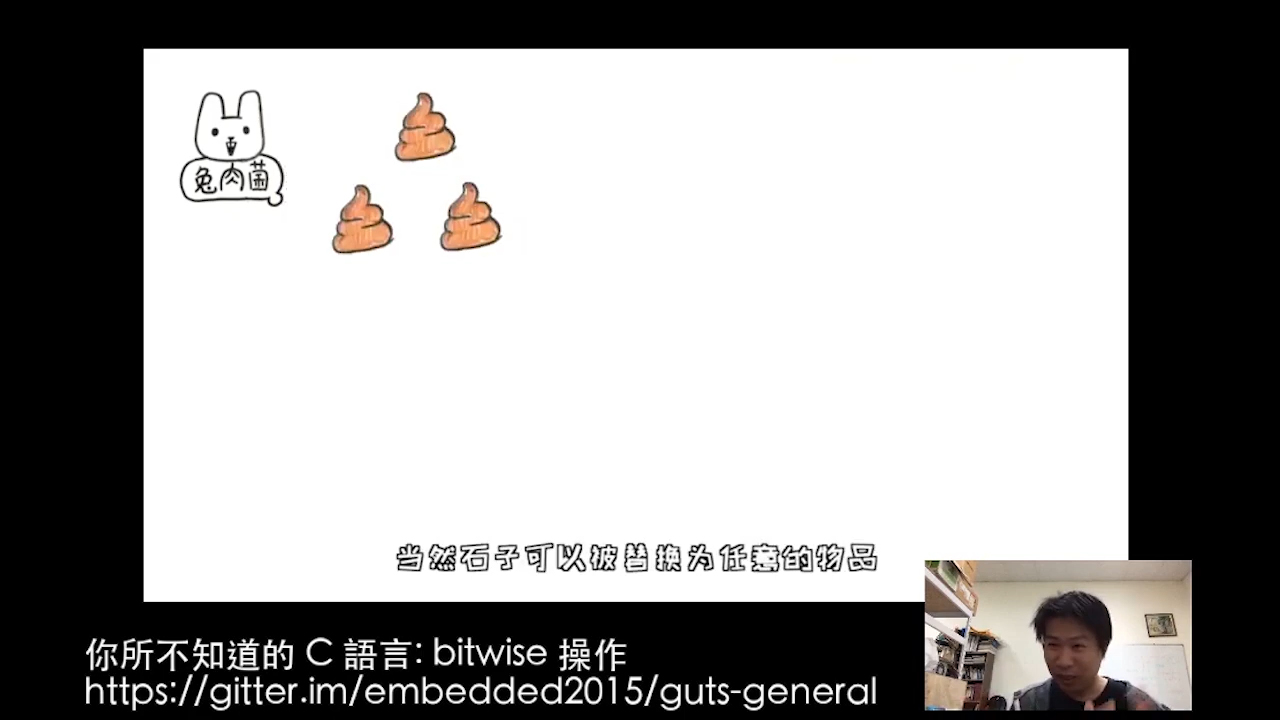 兔肉菌
当然石子可以被替换为任意的物品
你所不知道的 C 語言: bitwise 操作
https://gitter.im/embedded2015/guts-general